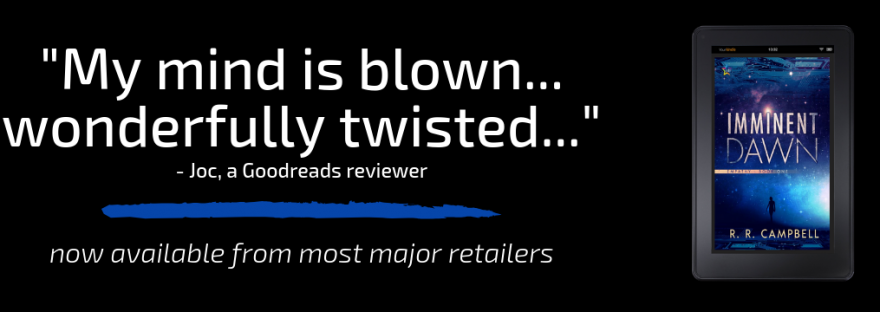 "My mind is blown...
wonderfully twisted..."
- Joc, a Goodreads reviewer
now available from most major retailers
IMMINENT
DAWN
R. R. CAMPBELL